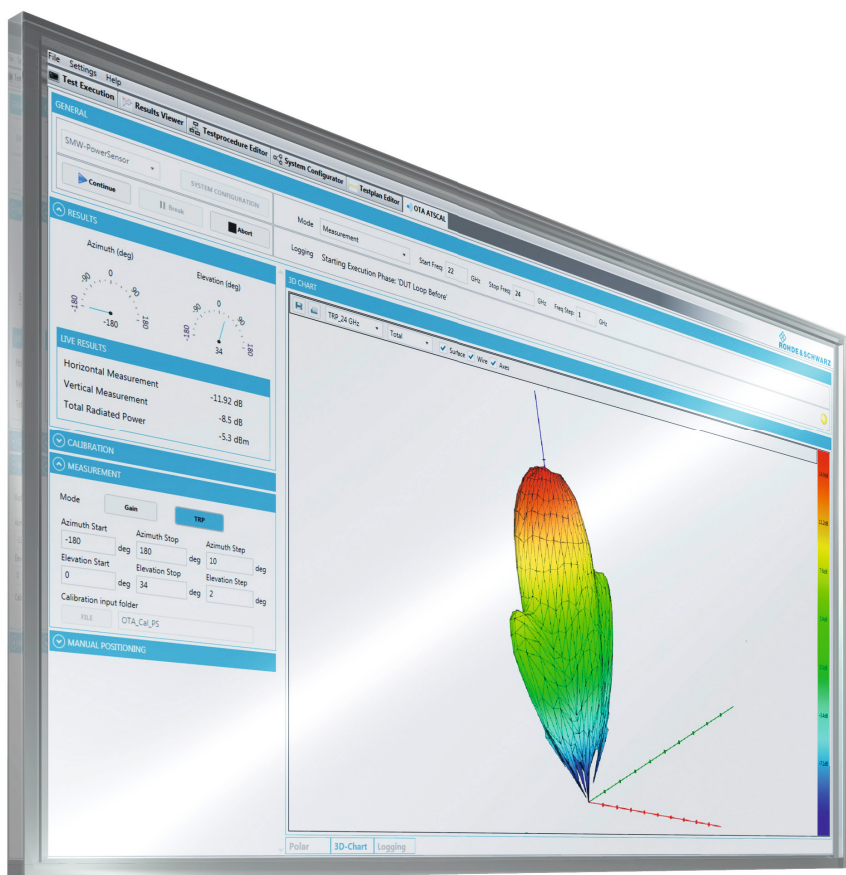 File Settings Help
Test Execution Results Viewer Testprocedure Editor System Configurator Testplan Editor OTA ATSCAL
GENERAL
SMW-PowerSensor
SYSTEM CONFIGURATION
Continue
Break
Abort
Mode Measurement
Start Freq 22 GHz Stop Freq 24 GHz Freq Step 1 GHz
Logging Starting Execution Phase: 'DUT Loop Before'
ROHDE&SCHWARZ
RESULTS
Azimuth (deg)
-180 -90 0 90 180
-180
Elevation (deg)
-180 -90 0 90 180
34
LIVE RESULTS
Horizontal Measurement -11.92 dB
Vertical Measurement -8.5 dB
Total Radiated Power -5.3 dBm
CALIBRATION
MEASUREMENT
Mode Gain TRP
Azimuth Start Azimuth Stop Azimuth Step
-180 deg 180 deg 10 deg
Elevation Start Elevation Stop Elevation Step
0 deg 34 deg 2 deg
Calibration input folder
FILE OTA_Cal_PS
MANUAL POSITIONING
3D CHART
TRP_24 GHz Total Surface Wire Axes
Polar 3D-Chart Logging